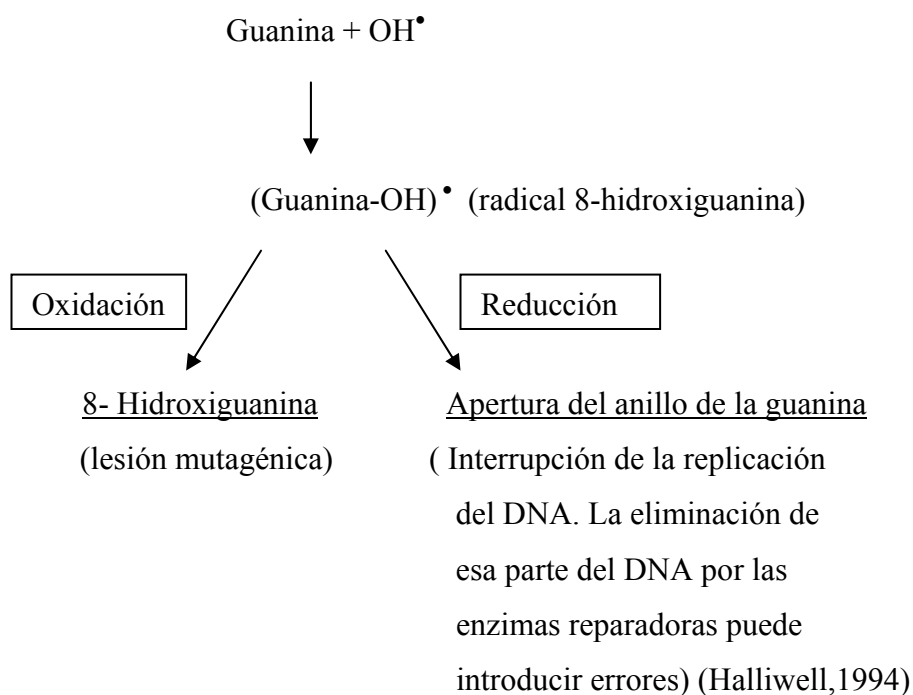 Guanina + OH•
(Guanina-OH)• (radical 8-hidroxiguanina)
Oxidación
Reducción
8- Hidroxiguanina
(lesión mutagénica)
Apertura del anillo de la guanina
( Interrupción de la replicación
del DNA. La eliminación de
esa parte del DNA por las
enzimas reparadoras puede
introducir errores) (Halliwell,1994)